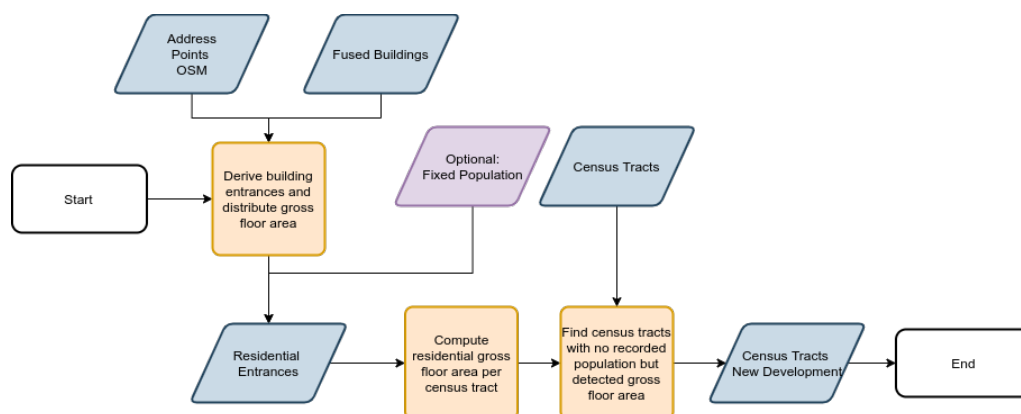 Address
Points
OSM
Fused Buildings
Start
Derive building
entrances and
distribute gross
floor area
Optional:
Fixed Population
Census Tracts
Residential
Entrances
Compute
residential gross
floor area per
census tract
Find census tracts
with no recorded
population but
detected gross
floor area
Census Tracts
New Development
End